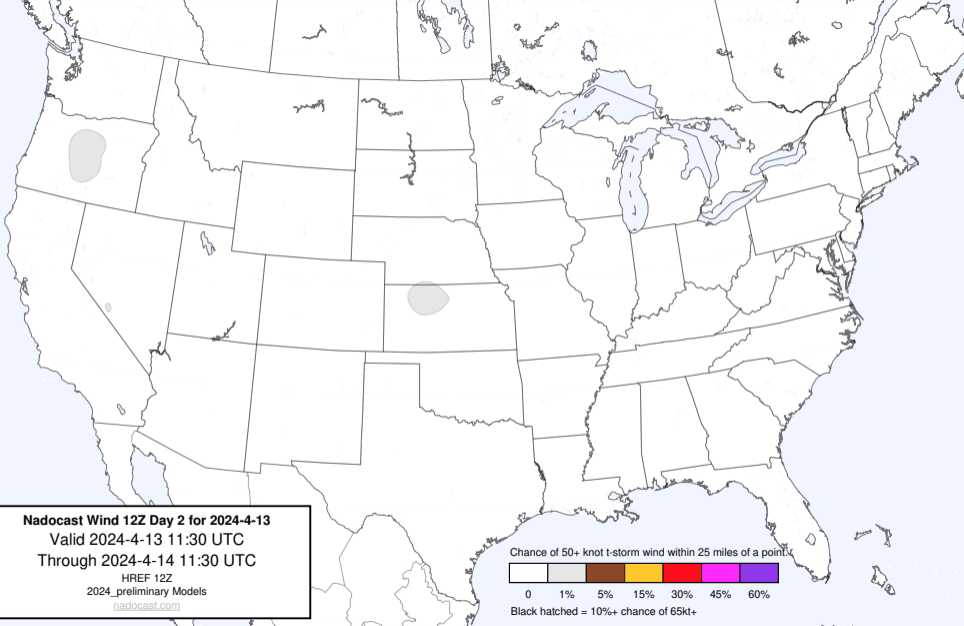 Nadocast Wind 12Z Day 2 for 2024-4-13
Valid 2024-4-13 11:30 UTC
Through 2024-4-14 11:30 UTC
HREF 12Z
2024_preliminary Models
nadocast.com
Chance of 50+ knot t-storm wind within 25 miles of a point.
0 1% 5% 15% 30% 45% 60%
Black hatched = 10%+ chance of 65kt+